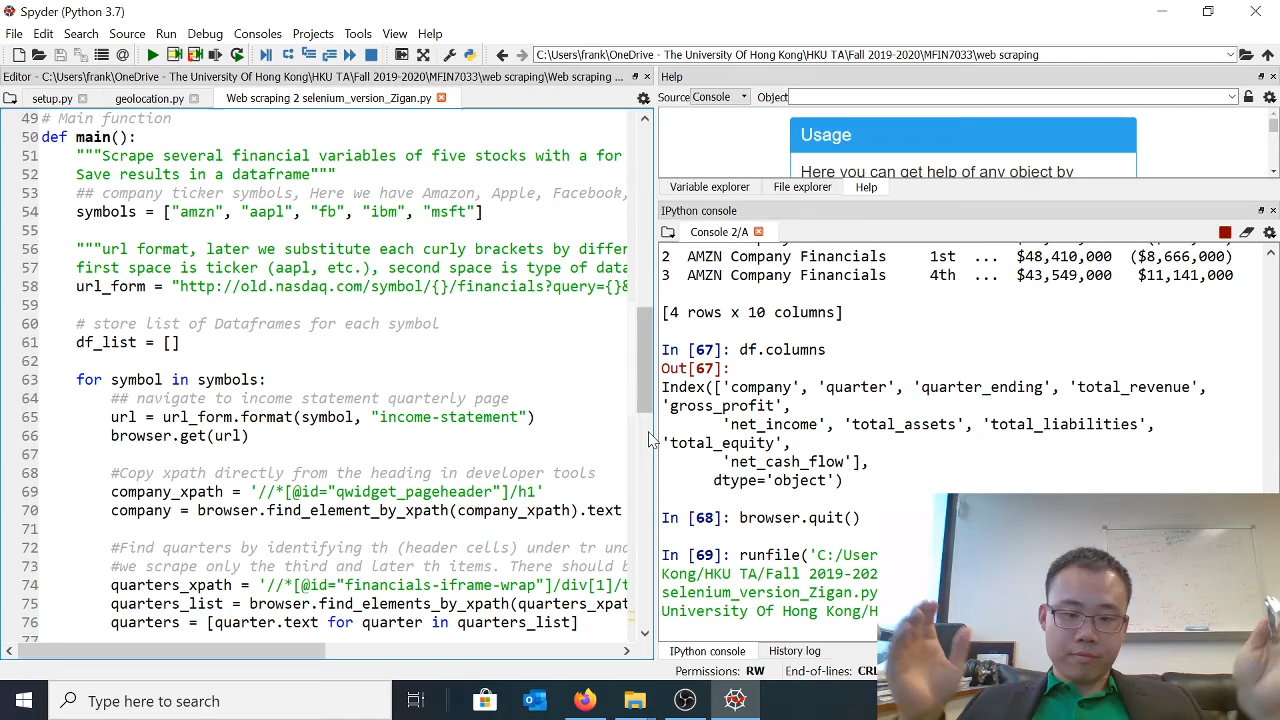 Spyder (Python 3.7)
File Edit Search Source Run Debug Consoles Projects Tools View Help
C:\Users\frank\OneDrive - The University Of Hong Kong\HKU TA\Fall 2019-2020\MFIN7033\web scraping
Editor - C:\Users\frank\OneDrive - The University Of Hong Kong\HKU TA\Fall 2019-2020\MFIN7033\web scraping\Web scraping ...
setup.py geolocation.py Web scraping 2 selenium_version_Zigan.py
49 # Main function
50 def main():
51 """Scrape several financial variables of five stocks with a for
52 Save results in a dataframe"""
53 ## company ticker symbols, Here we have Amazon, Apple, Facebook,
54 symbols = ["amzn", "aapl", "fb", "ibm", "msft"]
55
56 """url format, later we substitute each curly brackets by differ
57 first space is ticker (aapl, etc.), second space is type of data
58 url_form = "http://old.nasdaq.com/symbol/{}/financials?query={}&
59
60 # store list of Dataframes for each symbol
61 df_list = []
62
63 for symbol in symbols:
64 ## navigate to income statement quarterly page
65 url = url_form.format(symbol, "income-statement")
66 browser.get(url)
67
68 #Copy xpath directly from the heading in developer tools
69 company_xpath = '//*[@id="qwidget_pageheader"]/h1'
70 company = browser.find_element_by_xpath(company_xpath).text
71
72 #Find quarters by identifying th (header cells) under tr und
73 #we scrape only the third and later th items. There should b
74 quarters_xpath = '//*[@id="financials-iframe-wrap"]/div[1]/t
75 quarters_list = browser.find_elements_by_xpath(quarters_xpat
76 quarters = [quarter.text for quarter in quarters_list]
77
Help
Source Console Object
Usage
Here you can get help of any object by
Variable explorer File explorer Help
IPython console
Console 2/A
2 AMZN Company Financials 1st ... $48,410,000 ($8,666,000)
3 AMZN Company Financials 4th ... $43,549,000 $11,141,000
[4 rows x 10 columns]
In [67]: df.columns
Out[67]:
Index(['company', 'quarter', 'quarter_ending', 'total_revenue',
'gross_profit',
'net_income', 'total_assets', 'total_liabilities',
'total_equity',
'net_cash_flow'],
dtype='object')
In [68]: browser.quit()
In [69]: runfile('C:/User
Kong/HKU TA/Fall 2019-202
selenium_version_Zigan.py
University Of Hong Kong/H
IPython console History log
Permissions: RW End-of-lines: CRL
Type here to search